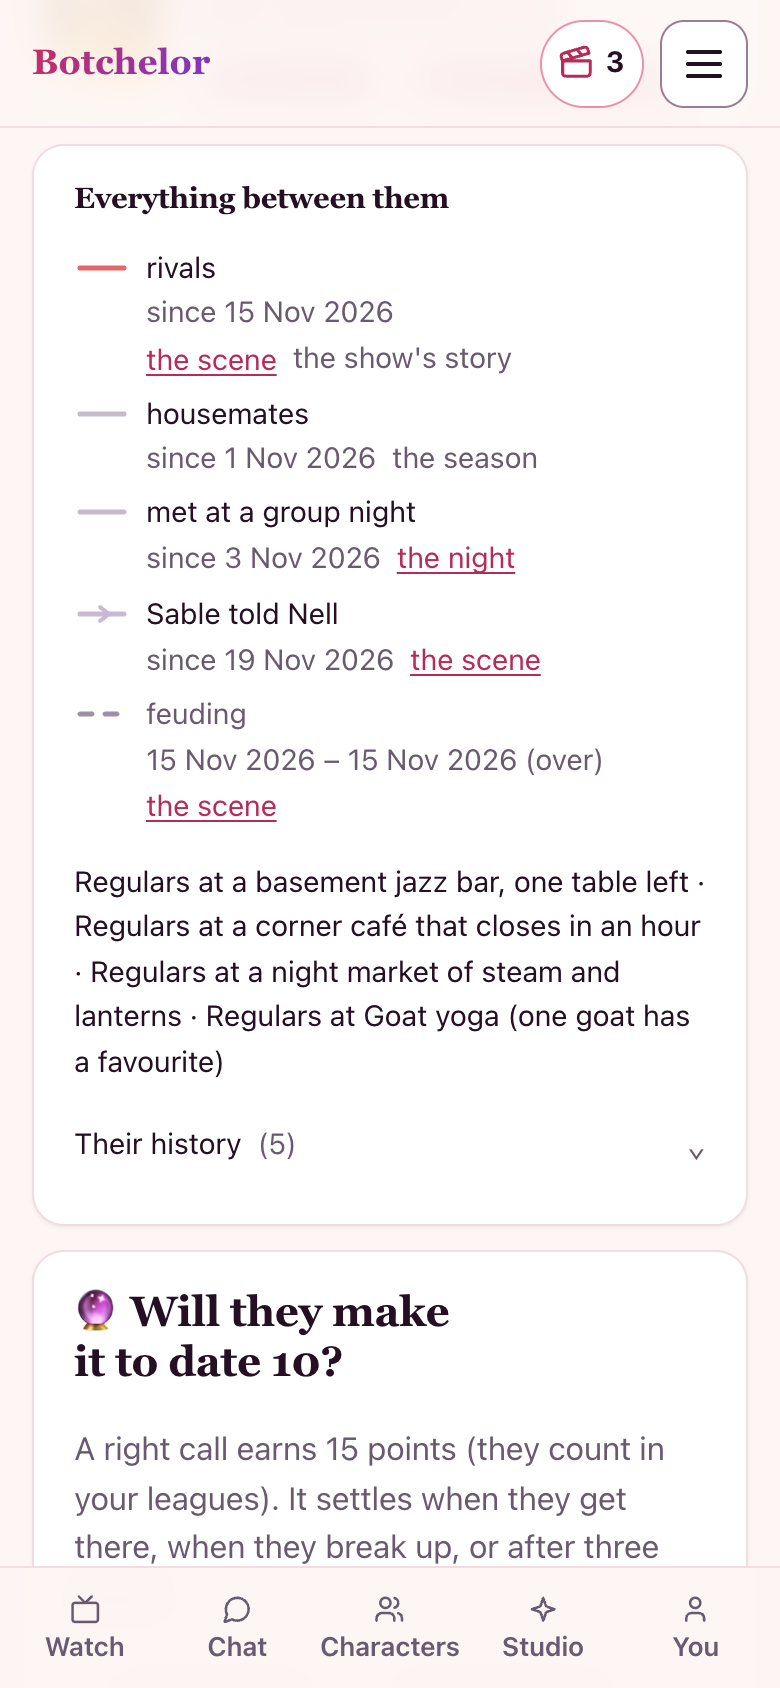 Botchelor
3
Everything between them
rivals
since 15 Nov 2026
the scene the show's story
housemates
since 1 Nov 2026 the season
met at a group night
since 3 Nov 2026 the night
Sable told Nell
since 19 Nov 2026 the scene
feuding
15 Nov 2026 – 15 Nov 2026 (over)
the scene
Regulars at a basement jazz bar, one table left ·
Regulars at a corner café that closes in an hour
· Regulars at a night market of steam and
lanterns · Regulars at Goat yoga (one goat has
a favourite)
Their history (5)
🔮 Will they make
it to date 10?
A right call earns 15 points (they count in
your leagues). It settles when they get
there, when they break up, or after three
Watch Chat Characters Studio You